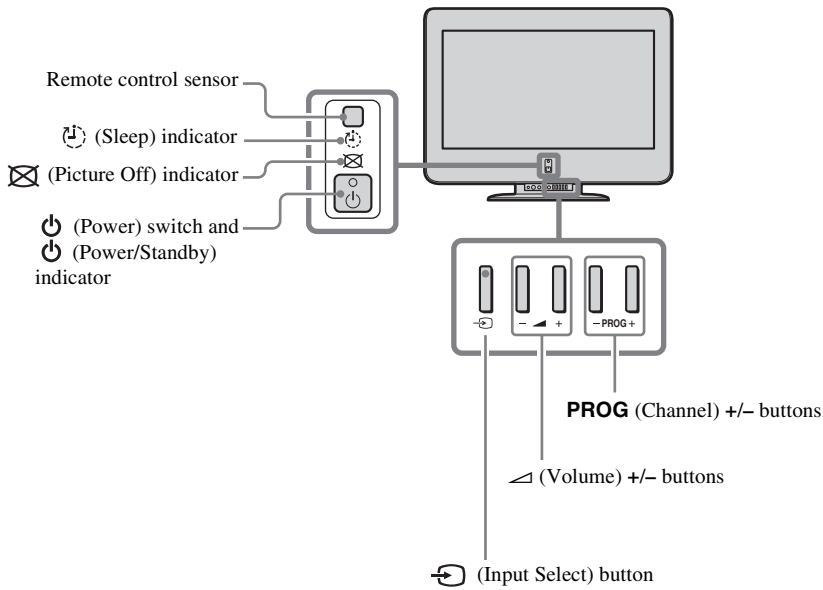 Remote control sensor
(Sleep) indicator
(Picture Off) indicator
(Power) switch and
(Power/Standby)
indicator
– +
– PROG +
PROG (Channel) +/– buttons
(Volume) +/– buttons
(Input Select) button